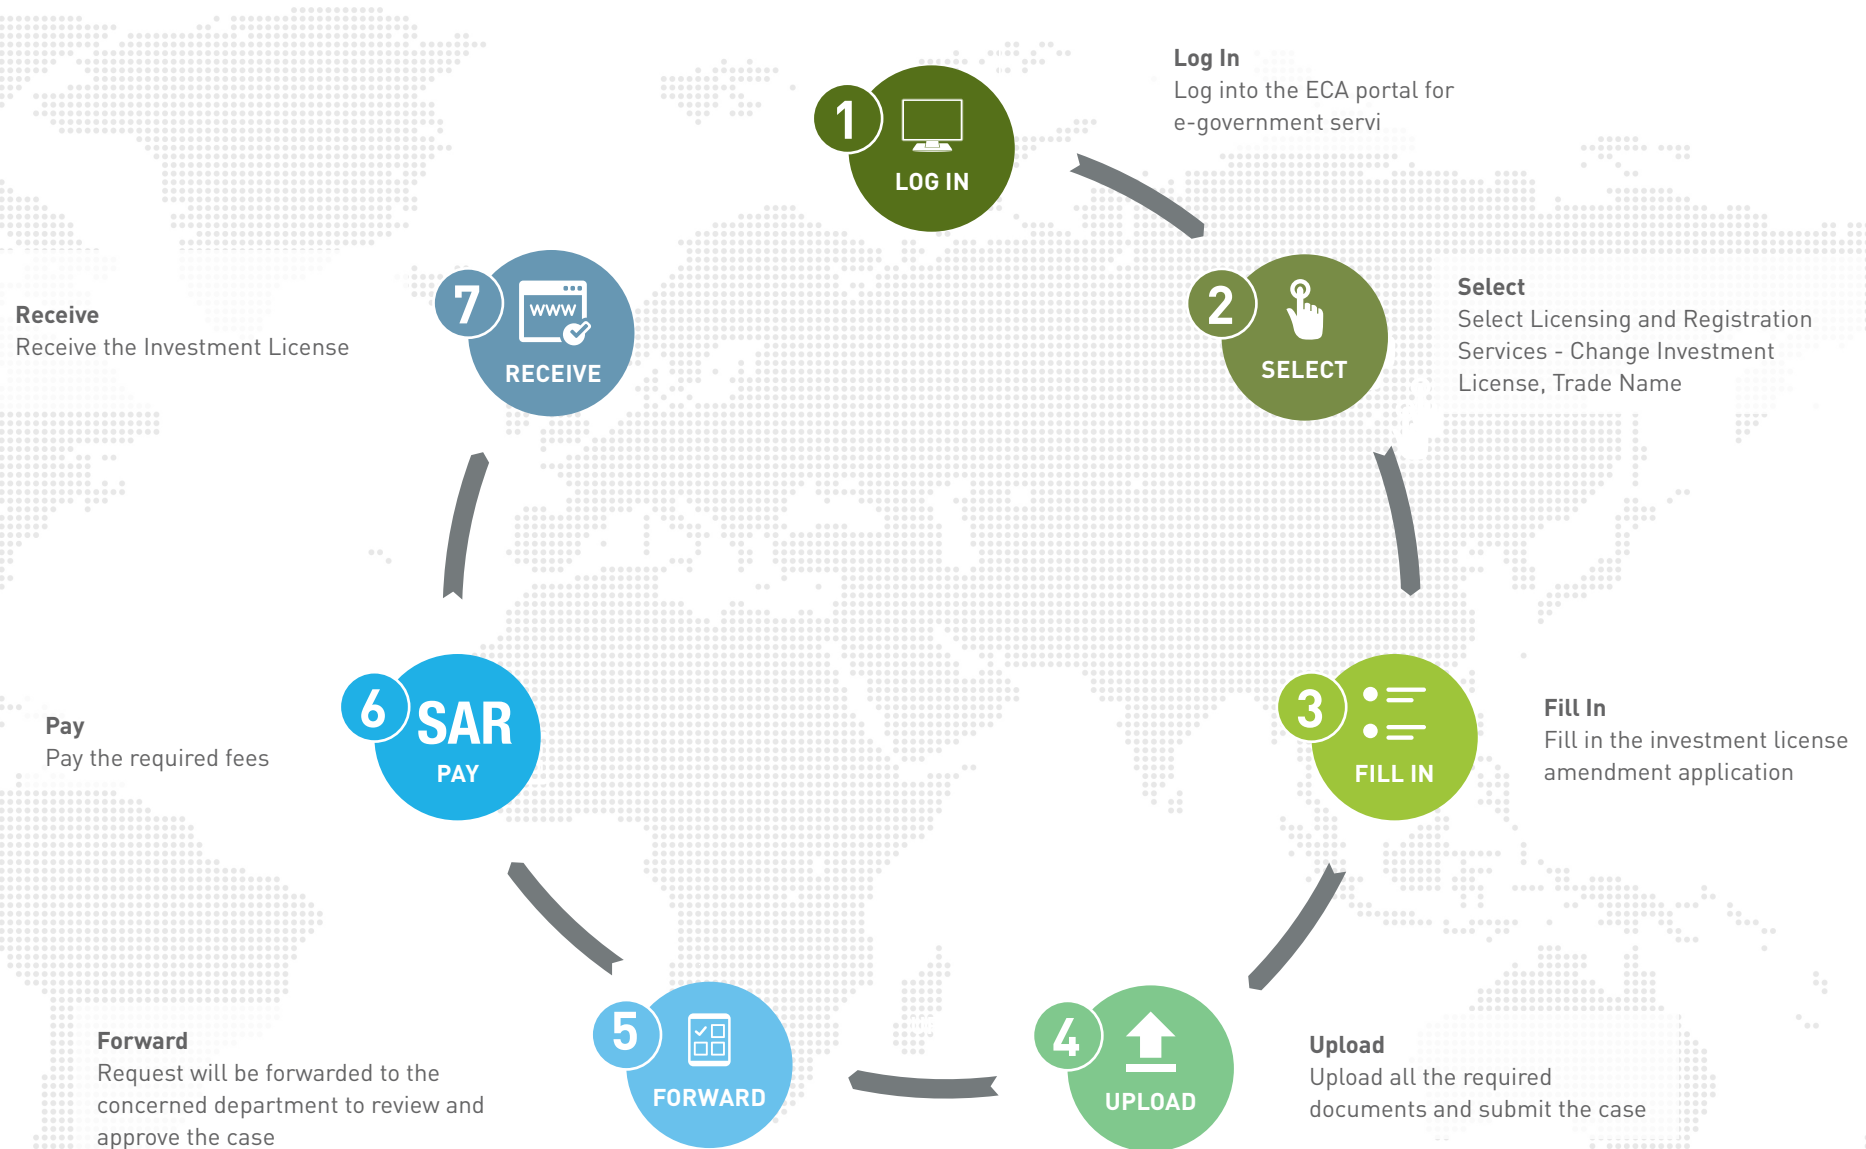 1
LOG IN
Log In
Log into the ECA portal for
e-government servi
2
SELECT
Select
Select Licensing and Registration
Services - Change Investment
License, Trade Name
3
FILL IN
Fill In
Fill in the investment license
amendment application
4
UPLOAD
Upload
Upload all the required
documents and submit the case
5
FORWARD
Forward
Request will be forwarded to the
concerned department to review and
approve the case
6
SAR
PAY
Pay
Pay the required fees
7
WWW
RECEIVE
Receive
Receive the Investment License